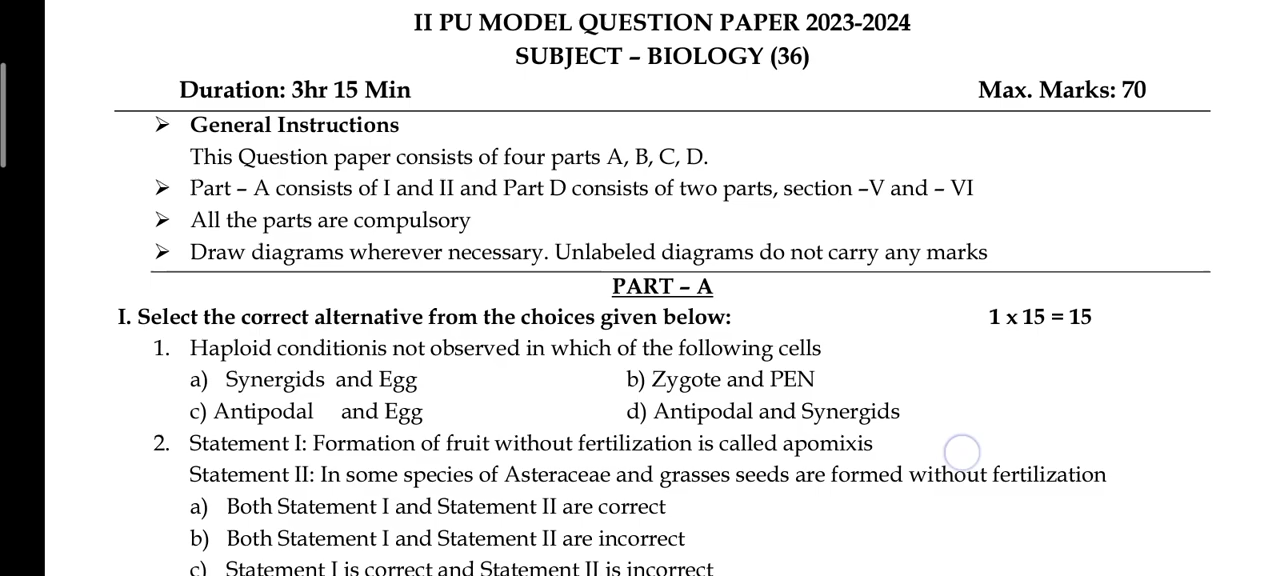 II PU MODEL QUESTION PAPER 2023-2024
SUBJECT – BIOLOGY (36)
Duration: 3hr 15 Min Max. Marks: 70
➢ General Instructions
This Question paper consists of four parts A, B, C, D.
➢ Part – A consists of I and II and Part D consists of two parts, section –V and – VI
➢ All the parts are compulsory
➢ Draw diagrams wherever necessary. Unlabeled diagrams do not carry any marks
PART – A
I. Select the correct alternative from the choices given below: 1 x 15 = 15
1. Haploid conditionis not observed in which of the following cells
a) Synergids and Egg b) Zygote and PEN
c) Antipodal and Egg d) Antipodal and Synergids
2. Statement I: Formation of fruit without fertilization is called apomixis
Statement II: In some species of Asteraceae and grasses seeds are formed without fertilization
a) Both Statement I and Statement II are correct
b) Both Statement I and Statement II are incorrect
c) Statement I is correct and Statement II is incorrect